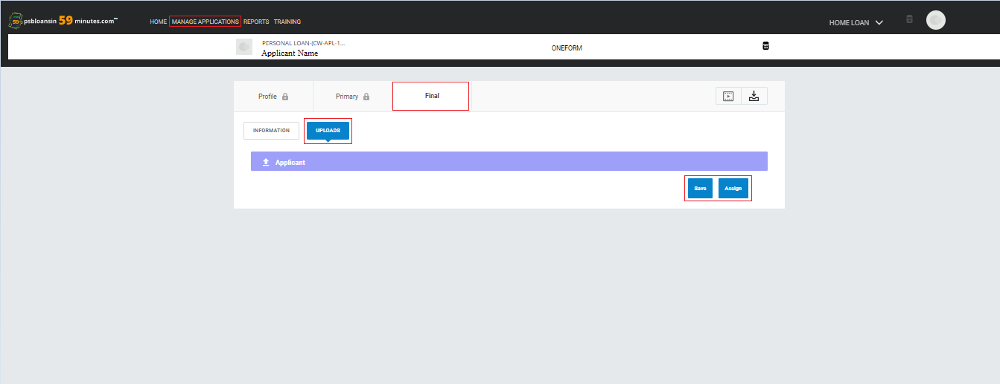 psbloansin 59 minutes.com™
HOME MANAGE APPLICATIONS REPORTS TRAINING
HOME LOAN
PERSONAL LOAN-(CW-APL-1...
Applicant Name
ONEFORM
Profile Primary Final
INFORMATION UPLOADS
Applicant
Save Assign